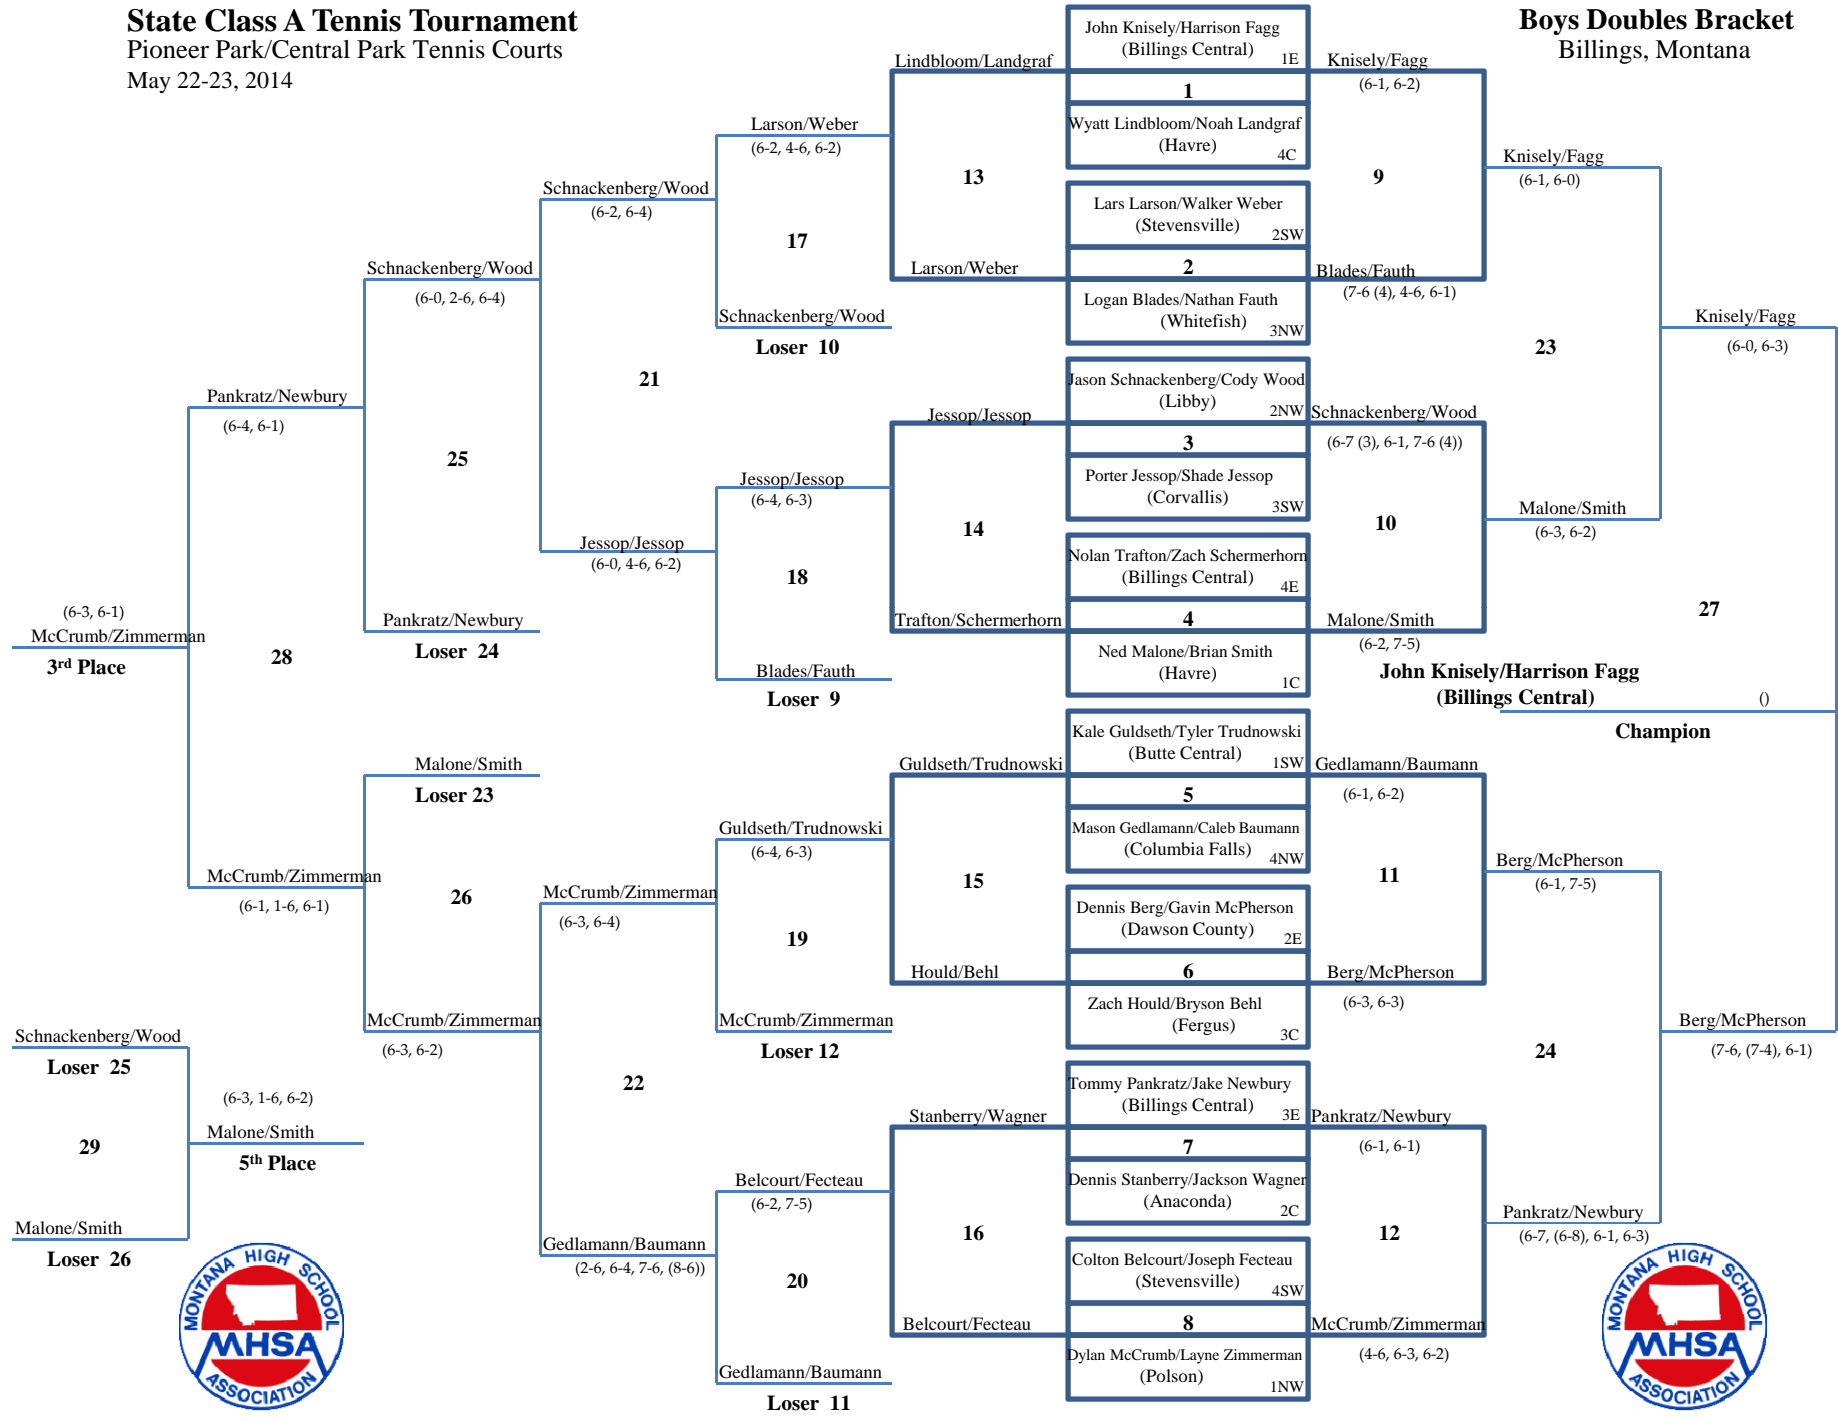 State Class A Tennis Tournament
Pioneer Park/Central Park Tennis Courts
May 22-23, 2014
Boys Doubles Bracket
Billings, Montana
John Knisely/Harrison Fagg
(Billings Central)
1E
1
Wyatt Lindbloom/Noah Landgraf
(Havre)
4C
Lars Larson/Walker Weber
(Stevensville)
2SW
2
Logan Blades/Nathan Fauth
(Whitefish)
3NW
Jason Schnackenberg/Cody Wood
(Libby)
2NW
3
Porter Jessop/Shade Jessop
(Corvallis)
3SW
Nolan Trafton/Zach Schermerhorn
(Billings Central)
4E
4
Ned Malone/Brian Smith
(Havre)
1C
Kale Guldseth/Tyler Trudnowski
(Butte Central)
1SW
5
Mason Gedlamann/Caleb Baumann
(Columbia Falls)
4NW
Dennis Berg/Gavin McPherson
(Dawson County)
2E
6
Zach Hould/Bryson Behl
(Fergus)
3C
Tommy Pankratz/Jake Newbury
(Billings Central)
3E
7
Dennis Stanberry/Jackson Wagner
(Anaconda)
2C
Colton Belcourt/Joseph Fecteau
(Stevensville)
4SW
8
Dylan McCrumb/Layne Zimmerman
(Polson)
1NW
Knisely/Fagg
(6-1, 6-2)
9
Blades/Fauth
(7-6 (4), 4-6, 6-1)
Schnackenberg/Wood
(6-7 (3), 6-1, 7-6 (4))
10
Malone/Smith
(6-2, 7-5)
Gedlamann/Baumann
(6-1, 6-2)
11
Berg/McPherson
(6-3, 6-3)
Pankratz/Newbury
(6-1, 6-1)
12
McCrumb/Zimmerman
(4-6, 6-3, 6-2)
Knisely/Fagg
(6-1, 6-0)
23
Malone/Smith
(6-3, 6-2)
Berg/McPherson
(6-1, 7-5)
24
Pankratz/Newbury
(6-7, (6-8), 6-1, 6-3)
Knisely/Fagg
(6-0, 6-3)
27
Berg/McPherson
(7-6, (7-4), 6-1)
John Knisely/Harrison Fagg
(Billings Central)
()
Champion
Lindbloom/Landgraf
13
Larson/Weber
Jessop/Jessop
14
Trafton/Schermerhorn
Guldseth/Trudnowski
15
Hould/Behl
Stanberry/Wagner
16
Belcourt/Fecteau
Larson/Weber
(6-2, 4-6, 6-2)
17
Schnackenberg/Wood
Loser 10
Jessop/Jessop
(6-4, 6-3)
18
Blades/Fauth
Loser 9
Guldseth/Trudnowski
(6-4, 6-3)
19
McCrumb/Zimmerman
Loser 12
Belcourt/Fecteau
(6-2, 7-5)
20
Gedlamann/Baumann
Loser 11
Schnackenberg/Wood
(6-2, 6-4)
21
Jessop/Jessop
(6-0, 4-6, 6-2)
McCrumb/Zimmerman
(6-3, 6-4)
22
Gedlamann/Baumann
(2-6, 6-4, 7-6, (8-6))
Schnackenberg/Wood
(6-0, 2-6, 6-4)
25
Pankratz/Newbury
Loser 24
Malone/Smith
Loser 23
26
McCrumb/Zimmerman
(6-3, 6-2)
Pankratz/Newbury
(6-4, 6-1)
28
McCrumb/Zimmerman
(6-1, 1-6, 6-1)
(6-3, 6-1)
McCrumb/Zimmerman
3rd Place
Schnackenberg/Wood
Loser 25
29
Malone/Smith
Loser 26
(6-3, 1-6, 6-2)
Malone/Smith
5th Place
MONTANA HIGH SCHOOL
MHSA
ASSOCIATION
MONTANA HIGH SCHOOL
MHSA
ASSOCIATION